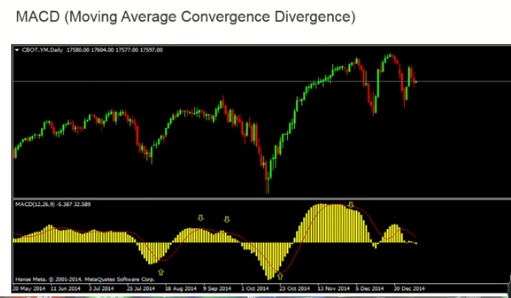 MACD (Moving Average Convergence Divergence)
CBOT.YM,Daily 17580.00 17604.00 17577.00 17597.00
MACD(12,26,9) -5.387 32.589
Hanse Meta, © 2001-2014, MetaQuotes Software Corp.
20 May 2014 11 Jun 2014 3 Jul 2014 25 Jul 2014 18 Aug 2014 9 Sep 2014 1 Oct 2014 23 Oct 2014 13 Nov 2014 5 Dec 2014 30 Dec 2014